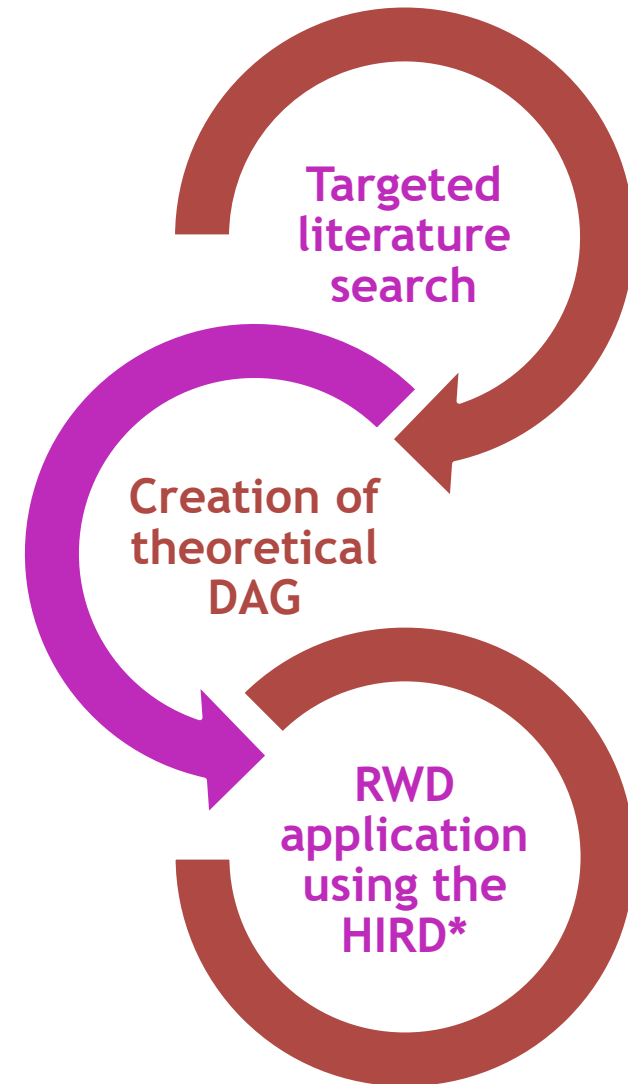 Targeted
literature
search
Creation of
theoretical
DAG
RWD
application
using the
HIRD*